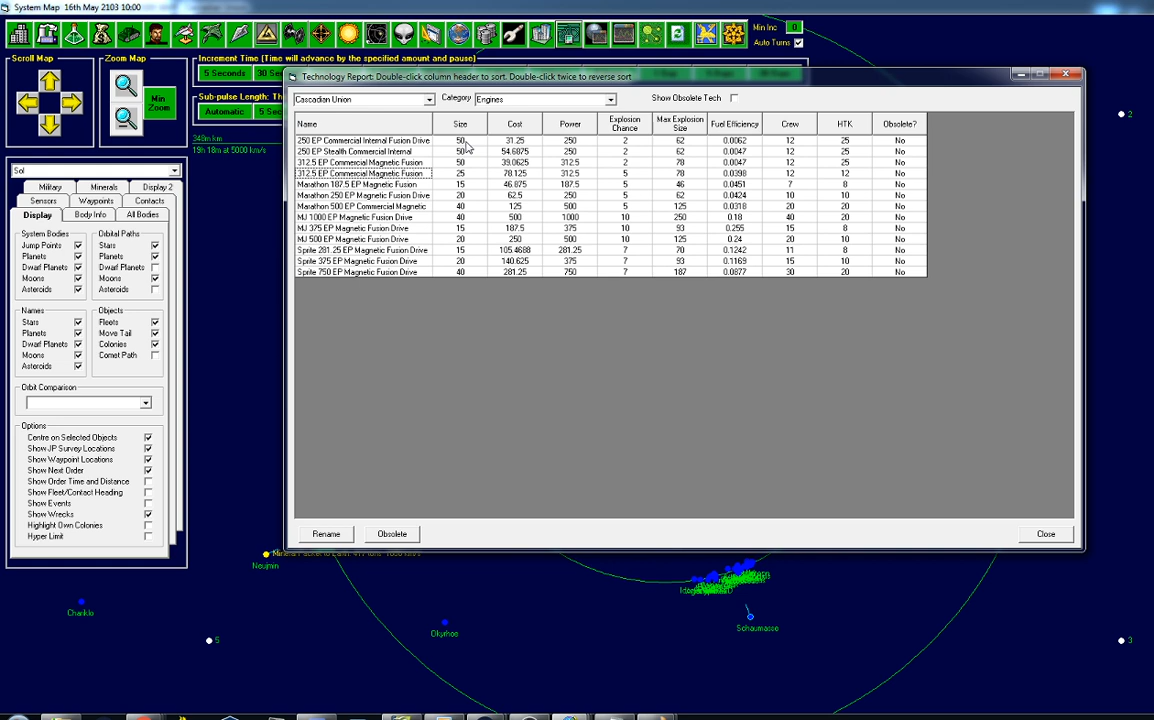 System Map 16th May 2103 10:00
Min Inc 0
Auto Turns
Scroll Map
Zoom Map
Min Zoom
Increment Time (Time will advance by the specified amount and pause)
5 Seconds
Sub-pulse Length:
Automatic
348m km
19h 18m at 5000 km/s
Technology Report: Double-click column header to sort. Double-click twice to reverse sort
Cascadian Union Category Engines Show Obsolete Tech
Name Size Cost Power Explosion Chance Max Explosion Size Fuel Efficiency Crew HTK Obsolete?
250 EP Commercial Internal Fusion Drive 50 31.25 250 2 62 0.0062 12 25 No
250 EP Stealth Commercial Internal 50 54.6875 250 2 62 0.0047 12 25 No
312.5 EP Commercial Magnetic Fusion 50 39.0625 312.5 2 78 0.0047 12 25 No
312.5 EP Commercial Magnetic Fusion 25 78.125 312.5 5 78 0.0398 12 12 No
Marathon 187.5 EP Magnetic Fusion 15 46.875 187.5 5 46 0.0451 7 8 No
Marathon 250 EP Magnetic Fusion Drive 20 62.5 250 5 62 0.0424 10 10 No
Marathon 500 EP Commercial Magnetic 40 125 500 5 125 0.0318 20 20 No
MJ 1000 EP Magnetic Fusion Drive 40 500 1000 10 250 0.18 40 20 No
MJ 375 EP Magnetic Fusion Drive 15 187.5 375 10 93 0.255 15 8 No
MJ 500 EP Magnetic Fusion Drive 20 250 500 10 125 0.24 20 10 No
Sprite 281.25 EP Magnetic Fusion Drive 15 105.4688 281.25 7 70 0.1242 11 8 No
Sprite 375 EP Magnetic Fusion Drive 20 140.625 375 7 93 0.1169 15 10 No
Sprite 750 EP Magnetic Fusion Drive 40 281.25 750 7 187 0.0877 30 20 No
Rename Obsolete Close
Sol
Military Minerals Display 2
Sensors Waypoints Contacts
Display Body Info All Bodies
System Bodies Orbital Paths
Jump Points Stars
Planets Planets
Dwarf Planets Dwarf Planets
Moons Moons
Asteroids Asteroids
Names Objects
Stars Fleets
Planets Move Tail
Dwarf Planets Colonies
Moons Comet Path
Asteroids
Orbit Comparison
Options
Centre on Selected Objects
Show JP Survey Locations
Show Waypoint Locations
Show Next Order
Show Order Time and Distance
Show Fleet/Contact Heading
Show Events
Show Wrecks
Highlight Own Colonies
Hyper Limit
Neujmin
Chariklo
Okyrhoe
Schaumasse
2
5
3